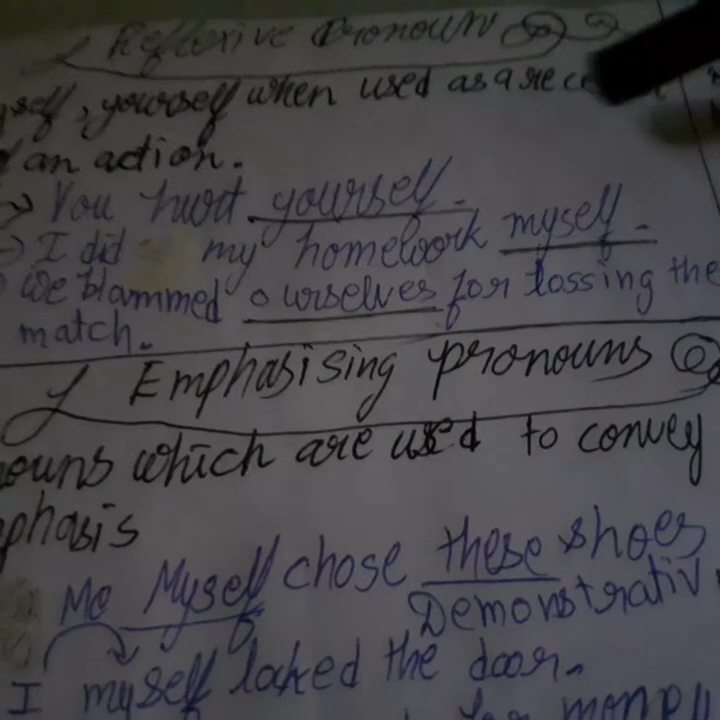 Reflexive Pronoun
yourself when used as a
an action.
→ You hurt yourself.
→ I did my homework myself.
We blammed ourselves for lossing the
match.
Emphasising pronouns
ouns which are used to convey
phasis
Me Myself chose these shoes
Demonstrativ
I myself locked the door.